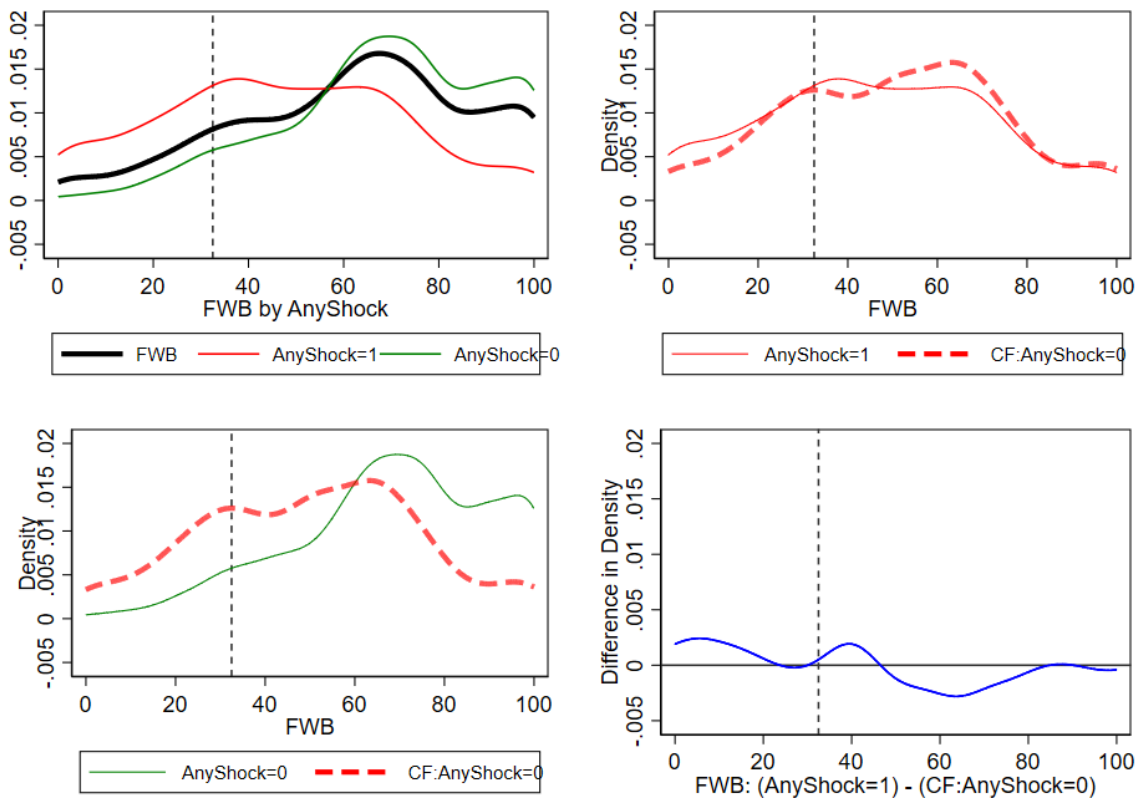 .02
.015
.01
.005
0
-.005
0 20 40 60 80 100
FWB by AnyShock
FWB AnyShock=1 AnyShock=0
Density
.02
.015
.01
.005
0
-.005
0 20 40 60 80 100
FWB
AnyShock=1 CF:AnyShock=0
Density
.02
.015
.01
.005
0
-.005
0 20 40 60 80 100
FWB
AnyShock=0 CF:AnyShock=0
Difference in Density
.02
.015
.01
.005
0
-.005
0 20 40 60 80 100
FWB: (AnyShock=1) - (CF:AnyShock=0)